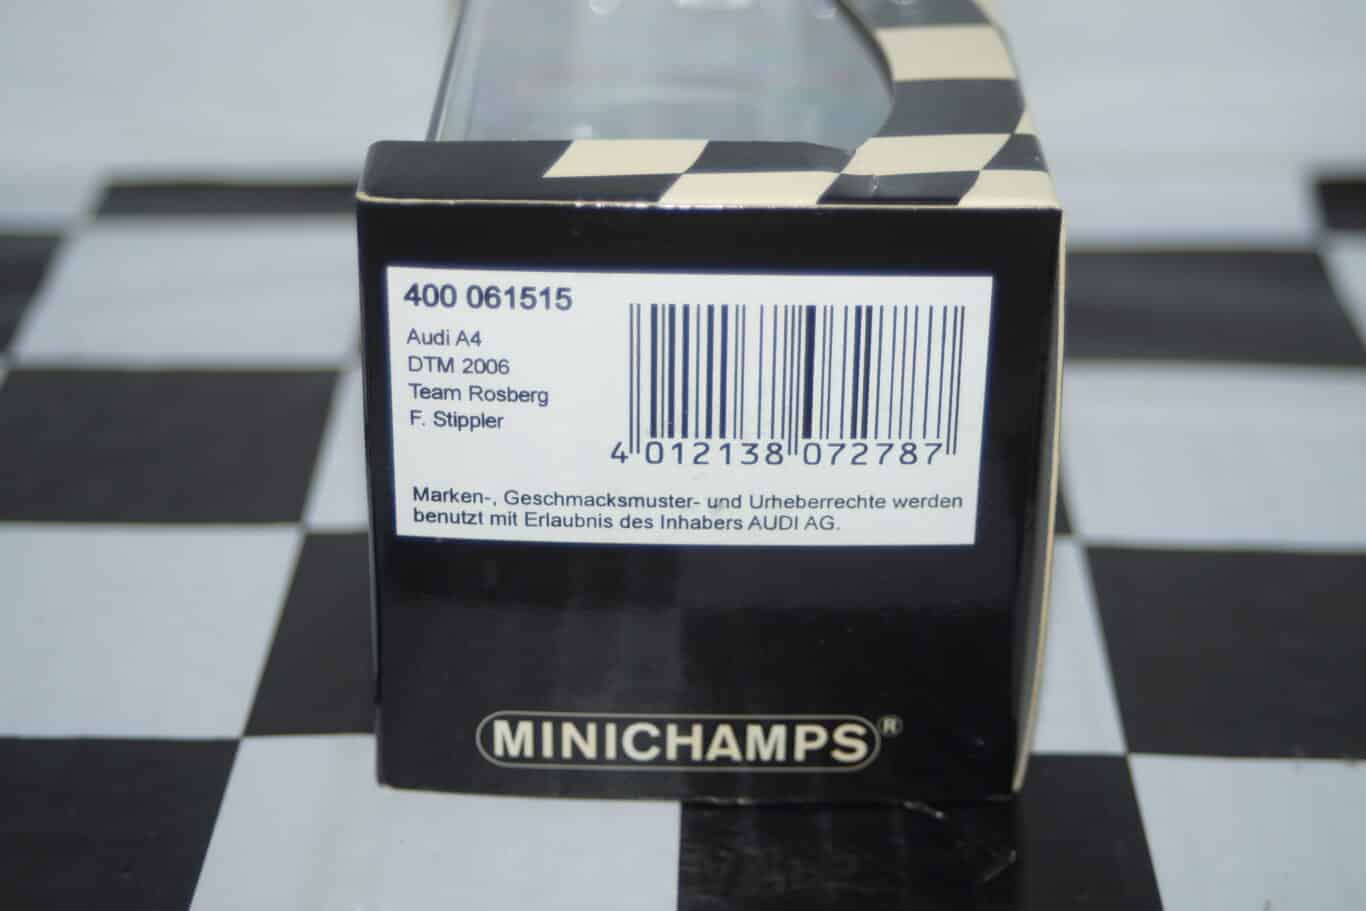 400 061515
Audi A4
DTM 2006
Team Rosberg
F. Stippler
4 012138 072787
Marken-, Geschmacksmuster- und Urheberrechte werden
benutzt mit Erlaubnis des Inhabers AUDI AG.
MINICHAMPS®